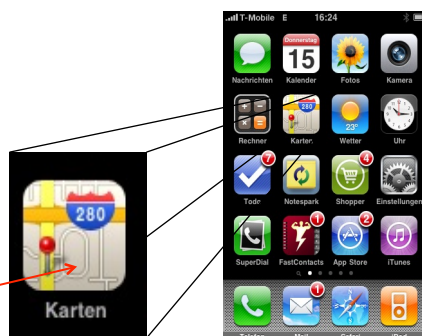 T-Mobile E 16:24
Donnerstag
15
280
Nachrichten Kalender Fotos Kamera
23°
Rechner Karten Wetter Uhr
7
4
Todo Notespark Shopper Einstellungen
1
2
SuperDial FastContacts App Store iTunes
1
280
Karten